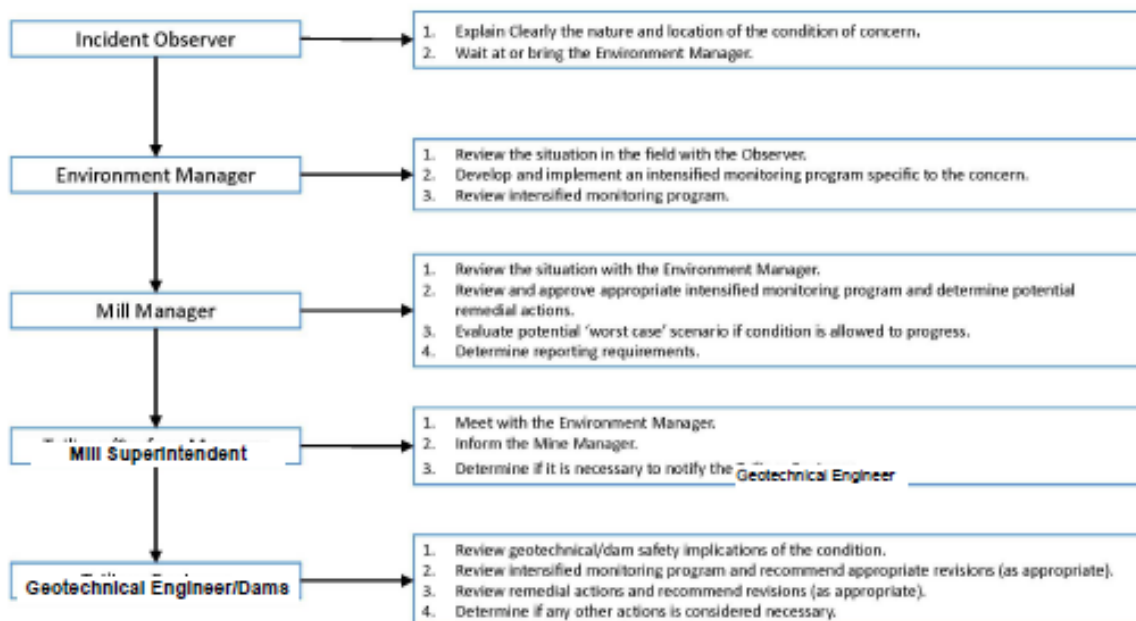 Incident Observer
1. Explain Clearly the nature and location of the condition of concern.
2. Wait at or bring the Environment Manager.
Environment Manager
1. Review the situation in the field with the Observer.
2. Develop and implement an intensified monitoring program specific to the concern.
3. Review intensified monitoring program.
Mill Manager
1. Review the situation with the Environment Manager.
2. Review and approve appropriate intensified monitoring program and determine potential
remedial actions.
3. Evaluate potential ‘worst case’ scenario if condition is allowed to progress.
4. Determine reporting requirements.
Mill Superintendent
1. Meet with the Environment Manager.
2. Inform the Mine Manager.
3. Determine if it is necessary to notify the Geotechnical Engineer
Geotechnical Engineer/Dams
1. Review geotechnical/dam safety implications of the condition.
2. Review intensified monitoring program and recommend appropriate revisions (as appropriate).
3. Review remedial actions and recommend revisions (as appropriate).
4. Determine if any other actions is considered necessary.